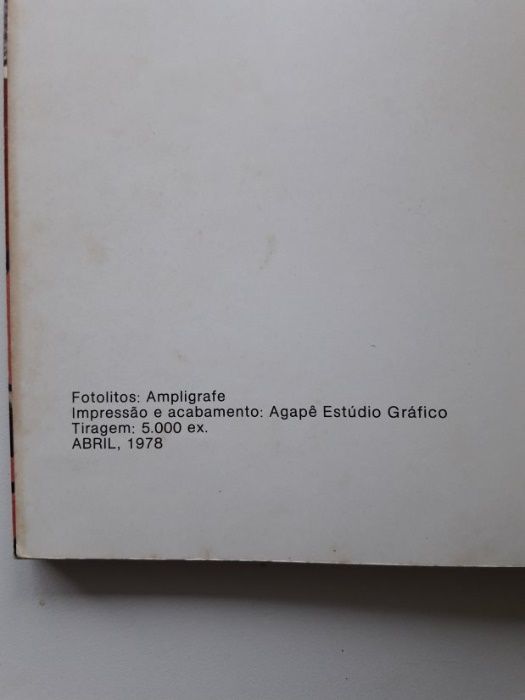 Fotolitos: Ampligrafe
Impressão e acabamento: Agapê Estúdio Gráfico
Tiragem: 5.000 ex.
ABRIL, 1978